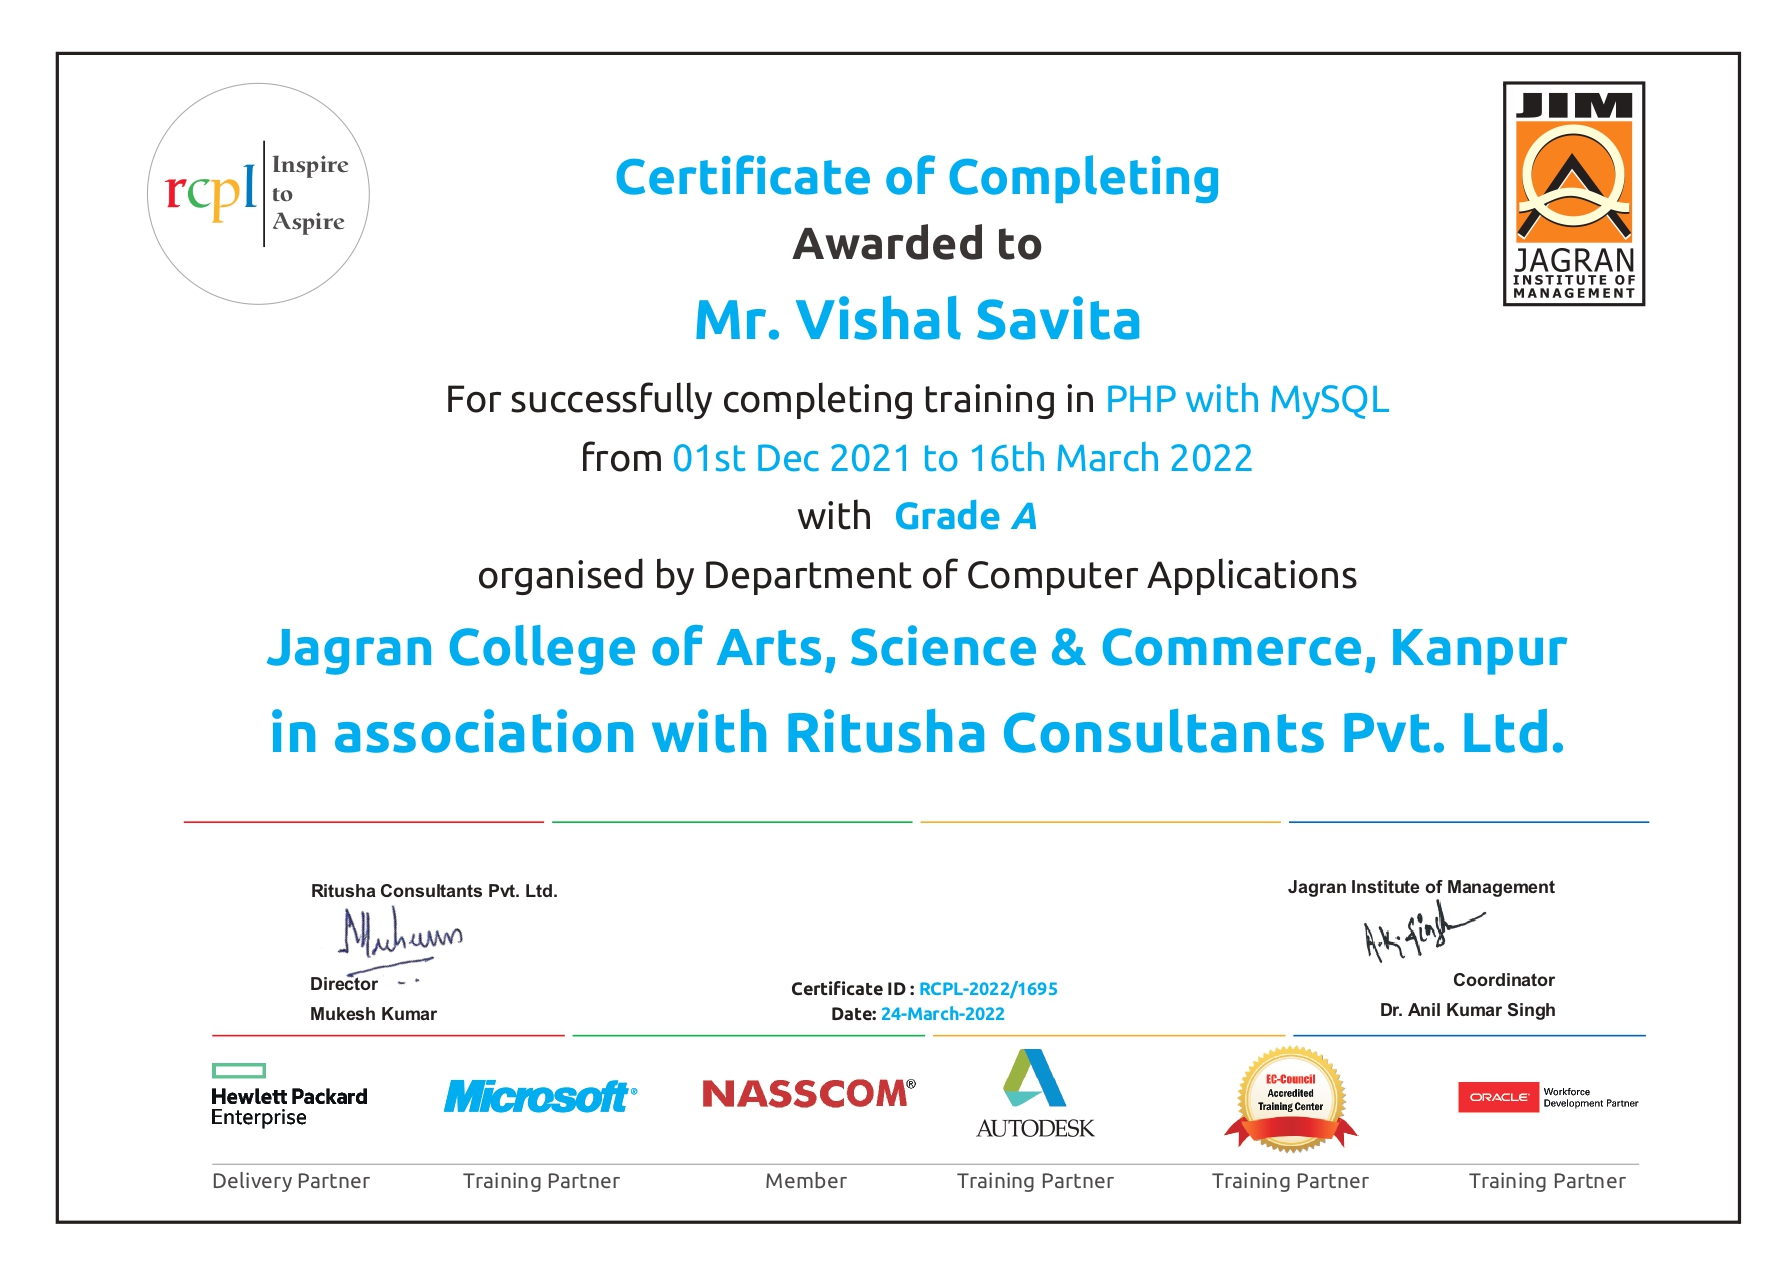 rcpl
Inspire
to
Aspire
JIM
JAGRAN
INSTITUTE OF
MANAGEMENT
Certificate of Completing
Awarded to
Mr. Vishal Savita
For successfully completing training in PHP with MySQL
from 01st Dec 2021 to 16th March 2022
with Grade A
organised by Department of Computer Applications
Jagran College of Arts, Science & Commerce, Kanpur
in association with Ritusha Consultants Pvt. Ltd.
Ritusha Consultants Pvt. Ltd.
Director
Mukesh Kumar
Certificate ID : RCPL-2022/1695
Date: 24-March-2022
Jagran Institute of Management
A.K. Singh
Coordinator
Dr. Anil Kumar Singh
Hewlett Packard
Enterprise
Microsoft®
NASSCOM®
AUTODESK
EC-Council
Accredited
Training Center
ORACLE®
Workforce
Development Partner
Delivery Partner
Training Partner
Member
Training Partner
Training Partner
Training Partner